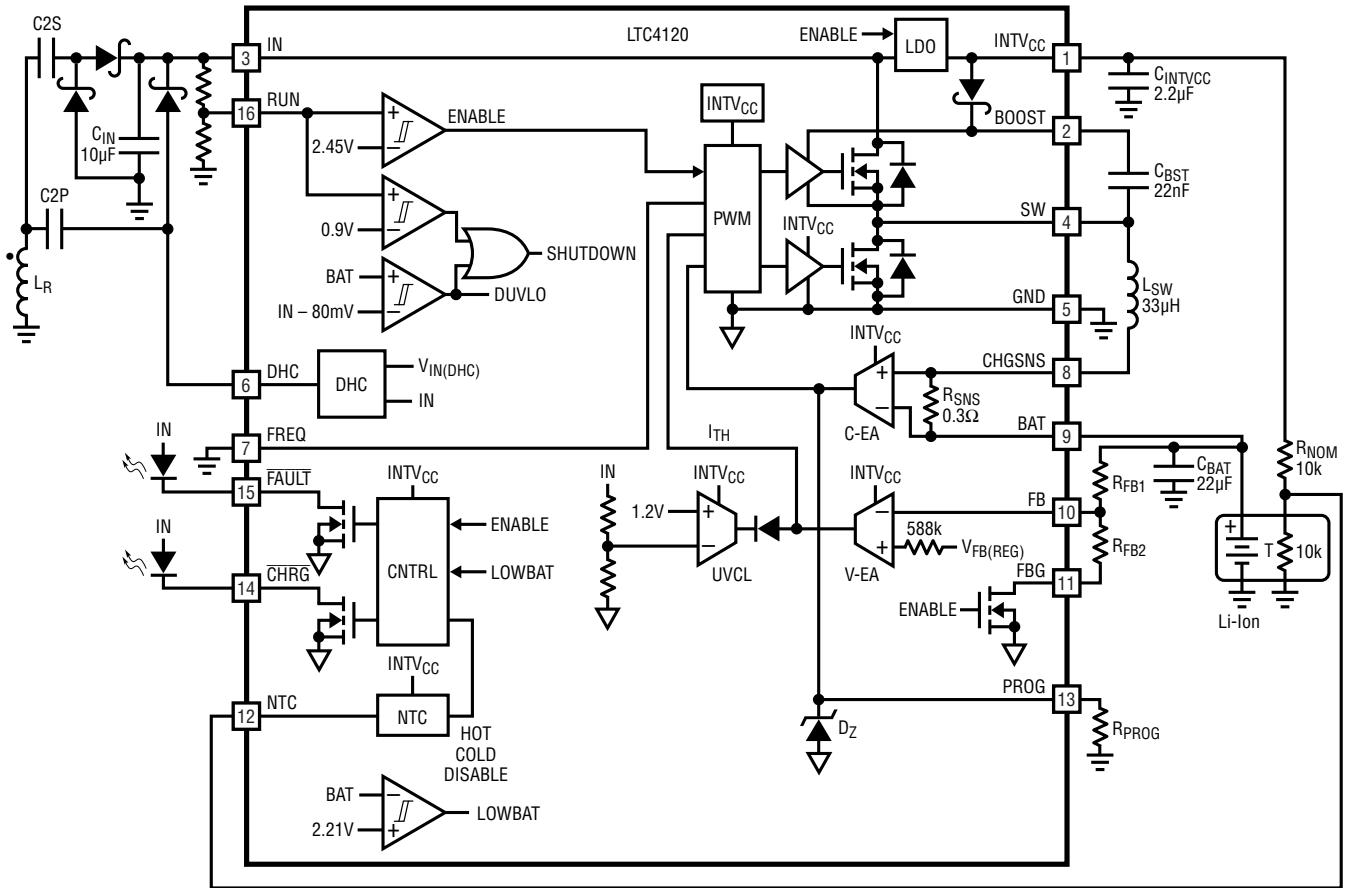 C2S
IN
3
LTC4120
ENABLE
LDO
INTVCC
1
CINTVCC
2.2µF
RUN
16
ENABLE
2.45V
INTVCC
BOOST
2
CIN
10µF
CBST
22nF
C2P
0.9V
PWM
INTVCC
SW
4
SHUTDOWN
BAT
DUVLO
IN – 80mV
LR
LSW
33µH
GND
5
INTVCC
CHGSNS
8
DHC
6
DHC
VIN(DHC)
IN
RSNS
0.3Ω
C-EA
BAT
9
ITH
FREQ
7
IN
RNOM
10k
CBAT
22µF
RFB1
FAULT
15
INTVCC
IN
INTVCC
INTVCC
1.2V
FB
10
588k
VFB(REG)
RFB2
ENABLE
CNTRL
LOWBAT
UVCL
V-EA
IN
T
10k
Li-Ion
FBG
11
ENABLE
CHRG
14
INTVCC
NTC
12
NTC
HOT
COLD
DISABLE
PROG
13
DZ
RPROG
BAT
2.21V
LOWBAT